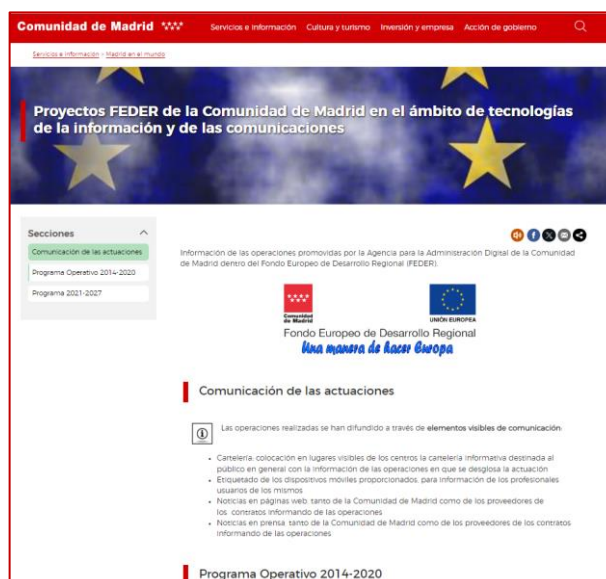 Comunidad de Madrid
Servicios e Información Cultura y turismo Inversión y empresa Acción de gobierno
Servicios e información > Madrid en el mundo
Proyectos FEDER de la Comunidad de Madrid en el ámbito de tecnologías
de la información y de las comunicaciones
Secciones
Comunicación de las actuaciones
Programa Operativo 2014-2020
Programa 2021-2027
Información de las operaciones promovidas por la Agencia para la Administración Digital de la Comunidad
de Madrid dentro del Fondo Europeo de Desarrollo Regional (FEDER).
Comunidad
de Madrid
UNIÓN EUROPEA
Fondo Europeo de Desarrollo Regional
Una manera de hacer Europa
Comunicación de las actuaciones
Las operaciones realizadas se han difundido a través de elementos visibles de comunicación:
• Cartelería: colocación en lugares visibles de los centros la cartelería informativa destinada al
público en general con la información de las operaciones en que se desglosa la actuación
• Etiquetado de los dispositivos móviles proporcionados, para información de los profesionales
usuarios de los mismos
• Noticias en páginas web: tanto de la Comunidad de Madrid como de los proveedores de
los contratos informando de las operaciones
• Noticias en prensa: tanto de la Comunidad de Madrid como de los proveedores de los contratos
informando de las operaciones
Programa Operativo 2014-2020